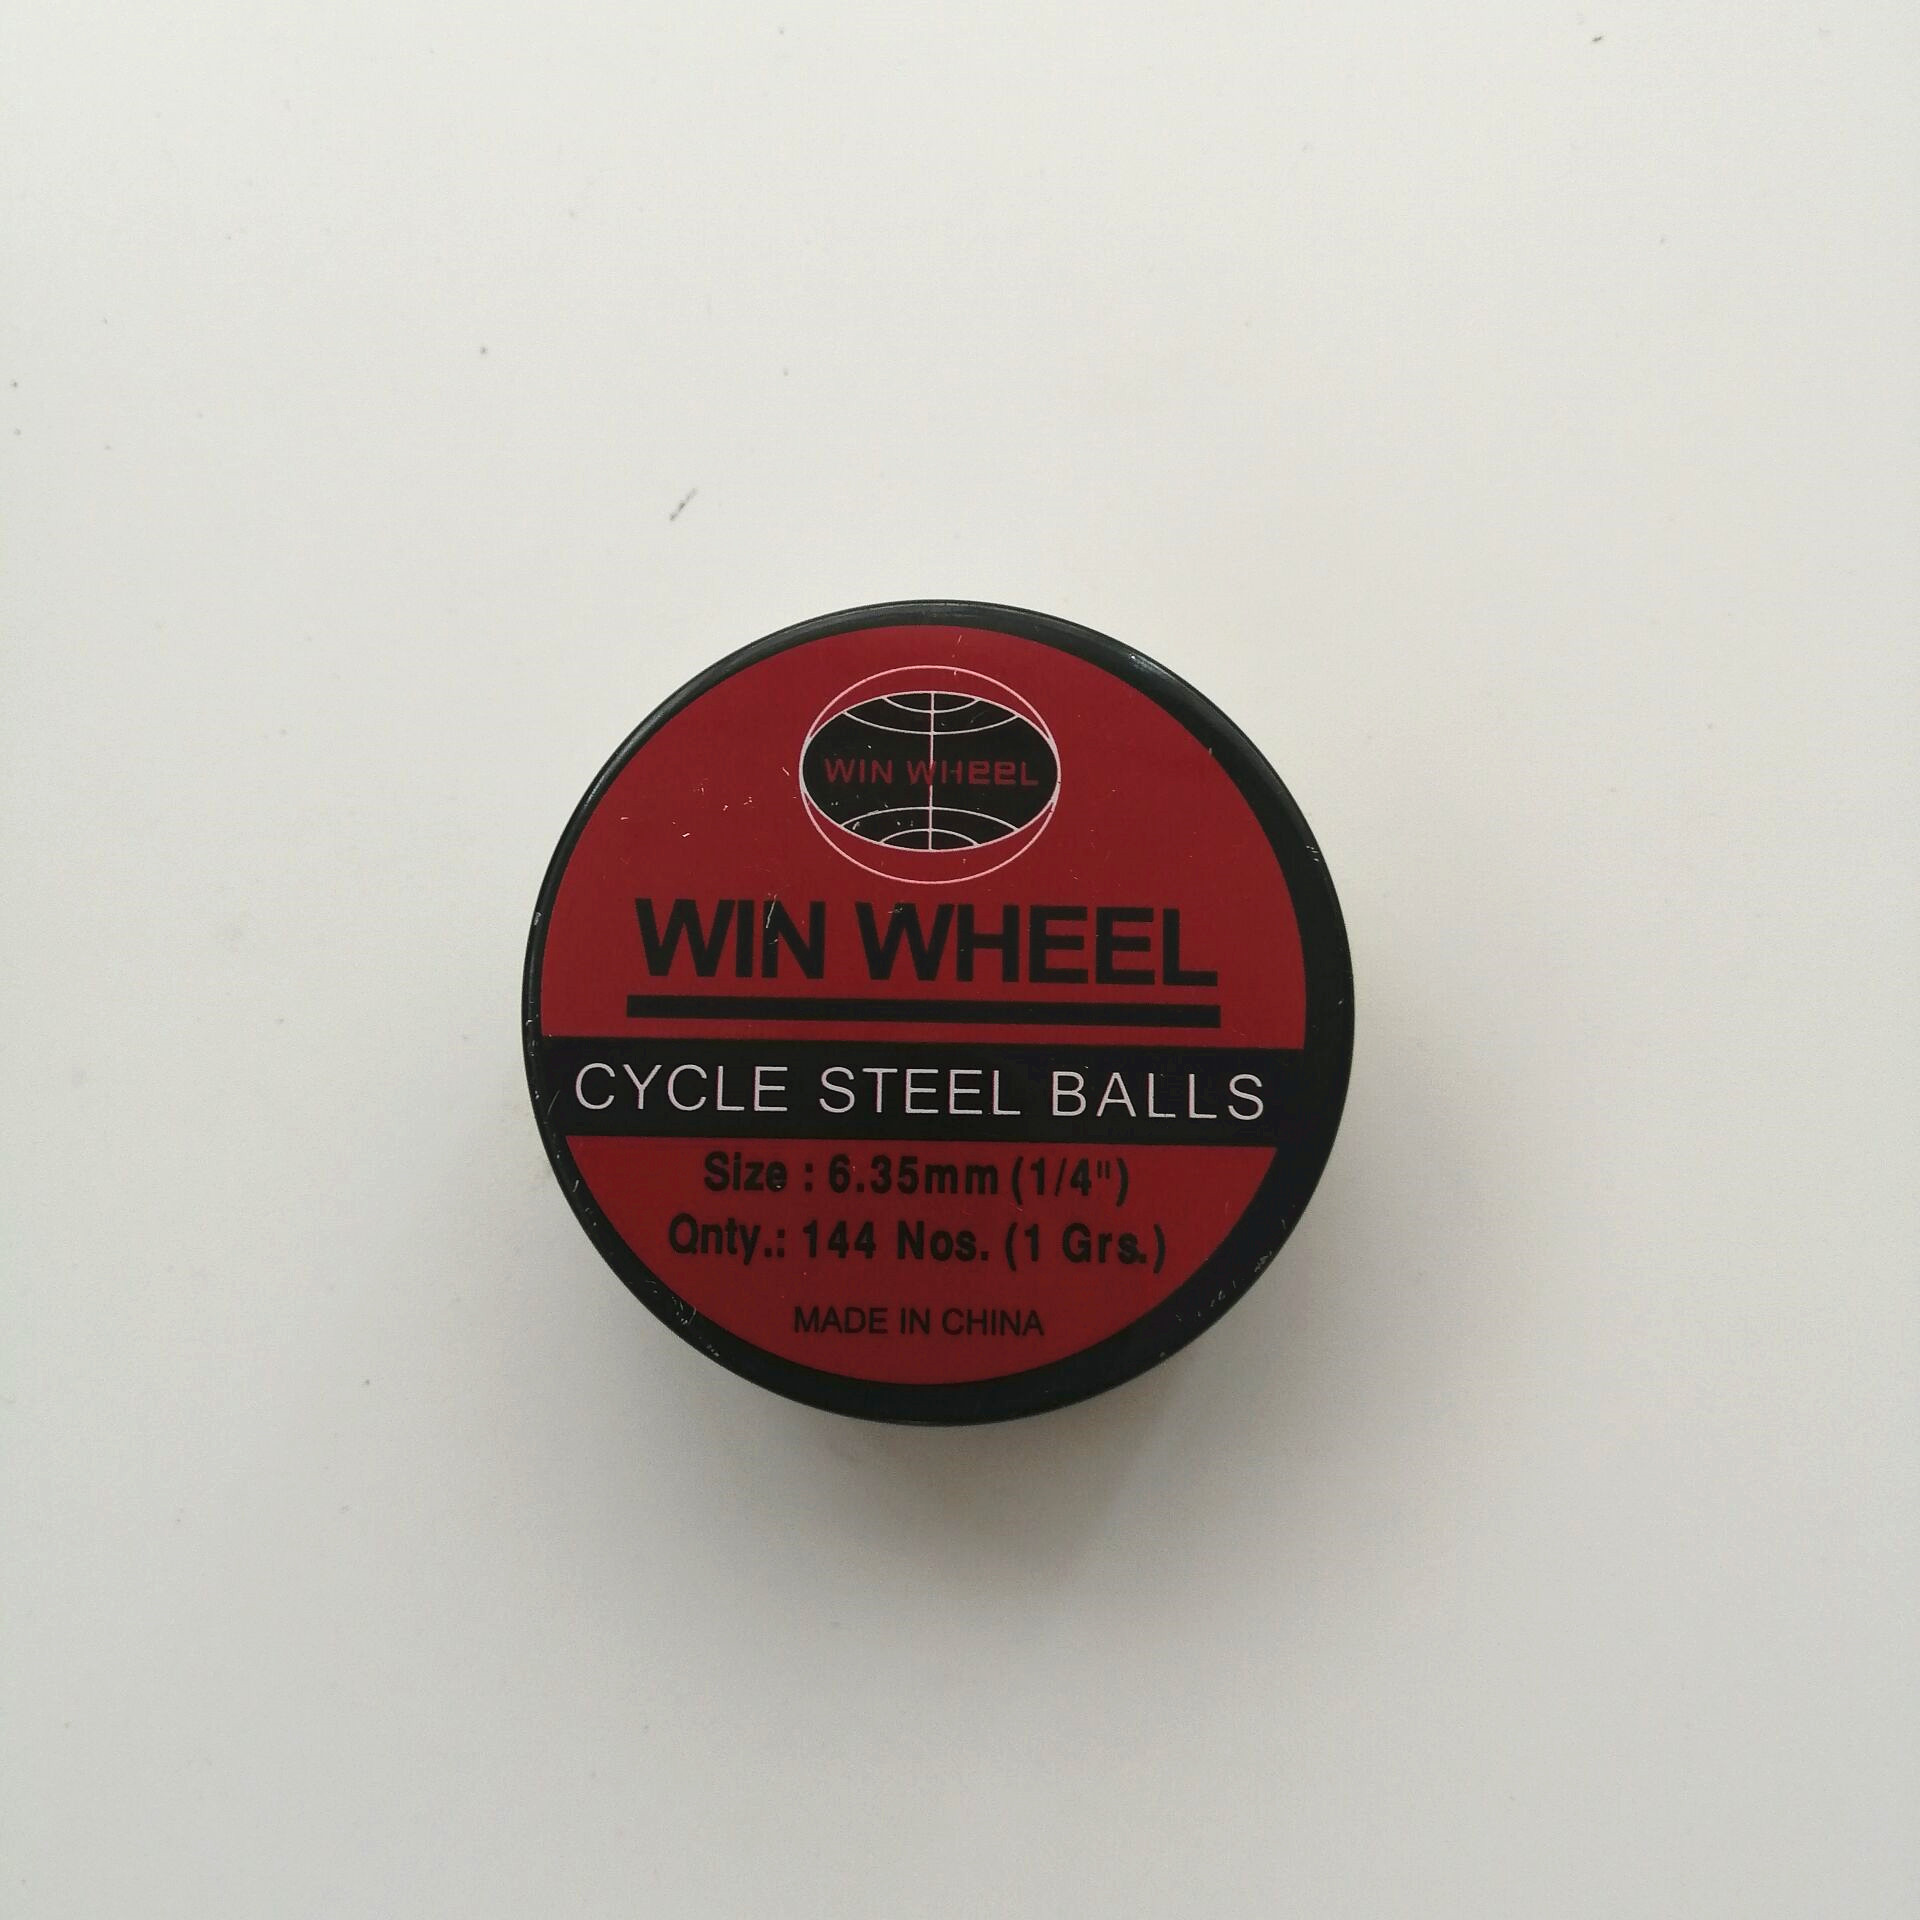 WIN WHEEL
WIN WHEEL
CYCLE STEEL BALLS
Size : 6.35mm (1/4")
Qnty.: 144 Nos. (1 Grs.)
MADE IN CHINA